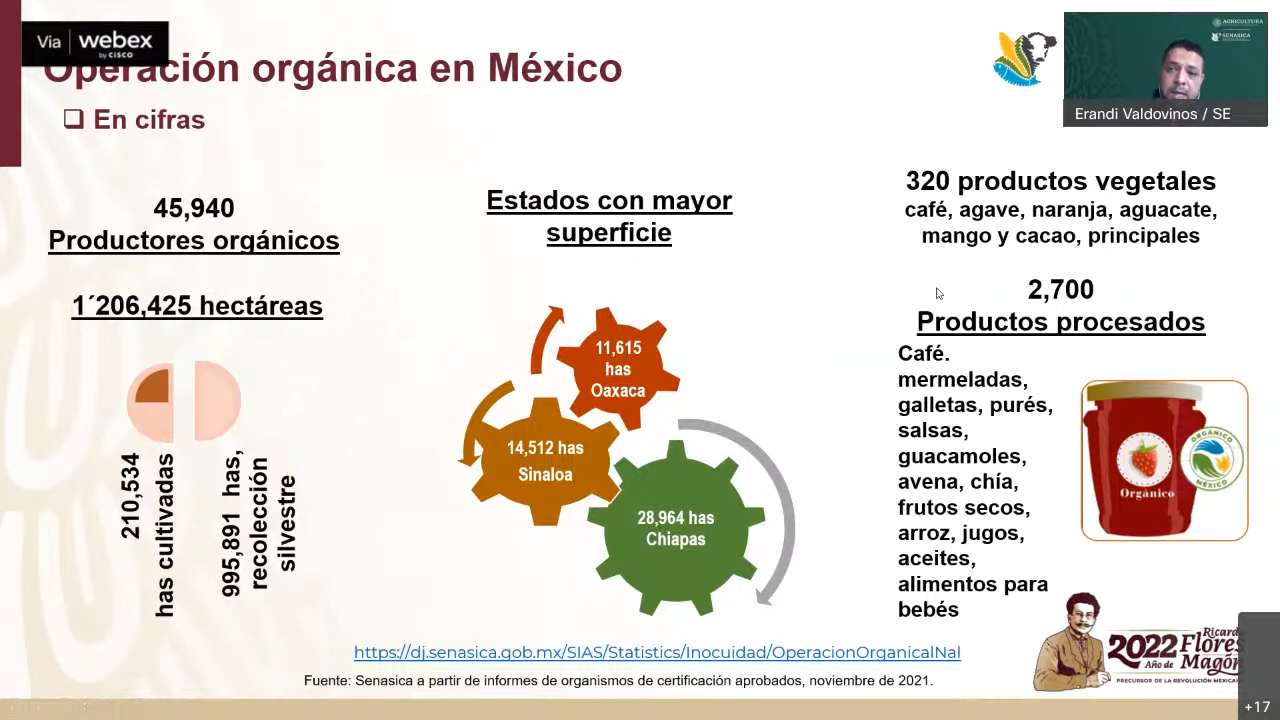 Via webex
by CISCO
Operación orgánica en México
En cifras
AGRICULTURA
SENASICA
Erandi Valdovinos / SE
45,940
Productores orgánicos
1´206,425 hectáreas
210,534
has cultivadas
995,891 has,
recolección
silvestre
Estados con mayor
superficie
11,615
has
Oaxaca
14,512 has
Sinaloa
28,964 has
Chiapas
320 productos vegetales
café, agave, naranja, aguacate,
mango y cacao, principales
2,700
Productos procesados
Café.
mermeladas,
galletas, purés,
salsas,
guacamoles,
avena, chía,
frutos secos,
arroz, jugos,
aceites,
alimentos para
bebés
Orgánico
ORGÁNICO
MÉXICO
https://dj.senasica.gob.mx/SIAS/Statistics/Inocuidad/OperacionOrganicalNal
Fuente: Senasica a partir de informes de organismos de certificación aprobados, noviembre de 2021.
2022 Ricardo
Flores
Año de Magón
PRECURSOR DE LA REVOLUCIÓN MEXICANA
+17